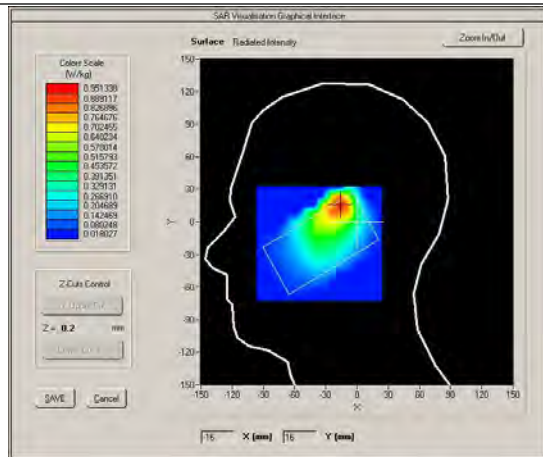 SAR Visualisation Graphical Interface
Surface Radiated Intensity
Zoom In/Out
Colors Scale
(W/kg)
0.951338
0.889117
0.826896
0.764676
0.702455
0.640234
0.578014
0.515793
0.453572
0.391351
0.329131
0.266910
0.204689
0.142469
0.080248
0.018027
150
120
90
60
30
0
-30
-60
-90
-120
150
Y
-150 -120 -90 -60 -30 0 30 60 90 120 150
X
Z-Cuts Control
Z = 0.2 mm
SAVE Cancel
-16 X (mm) 16 Y (mm)